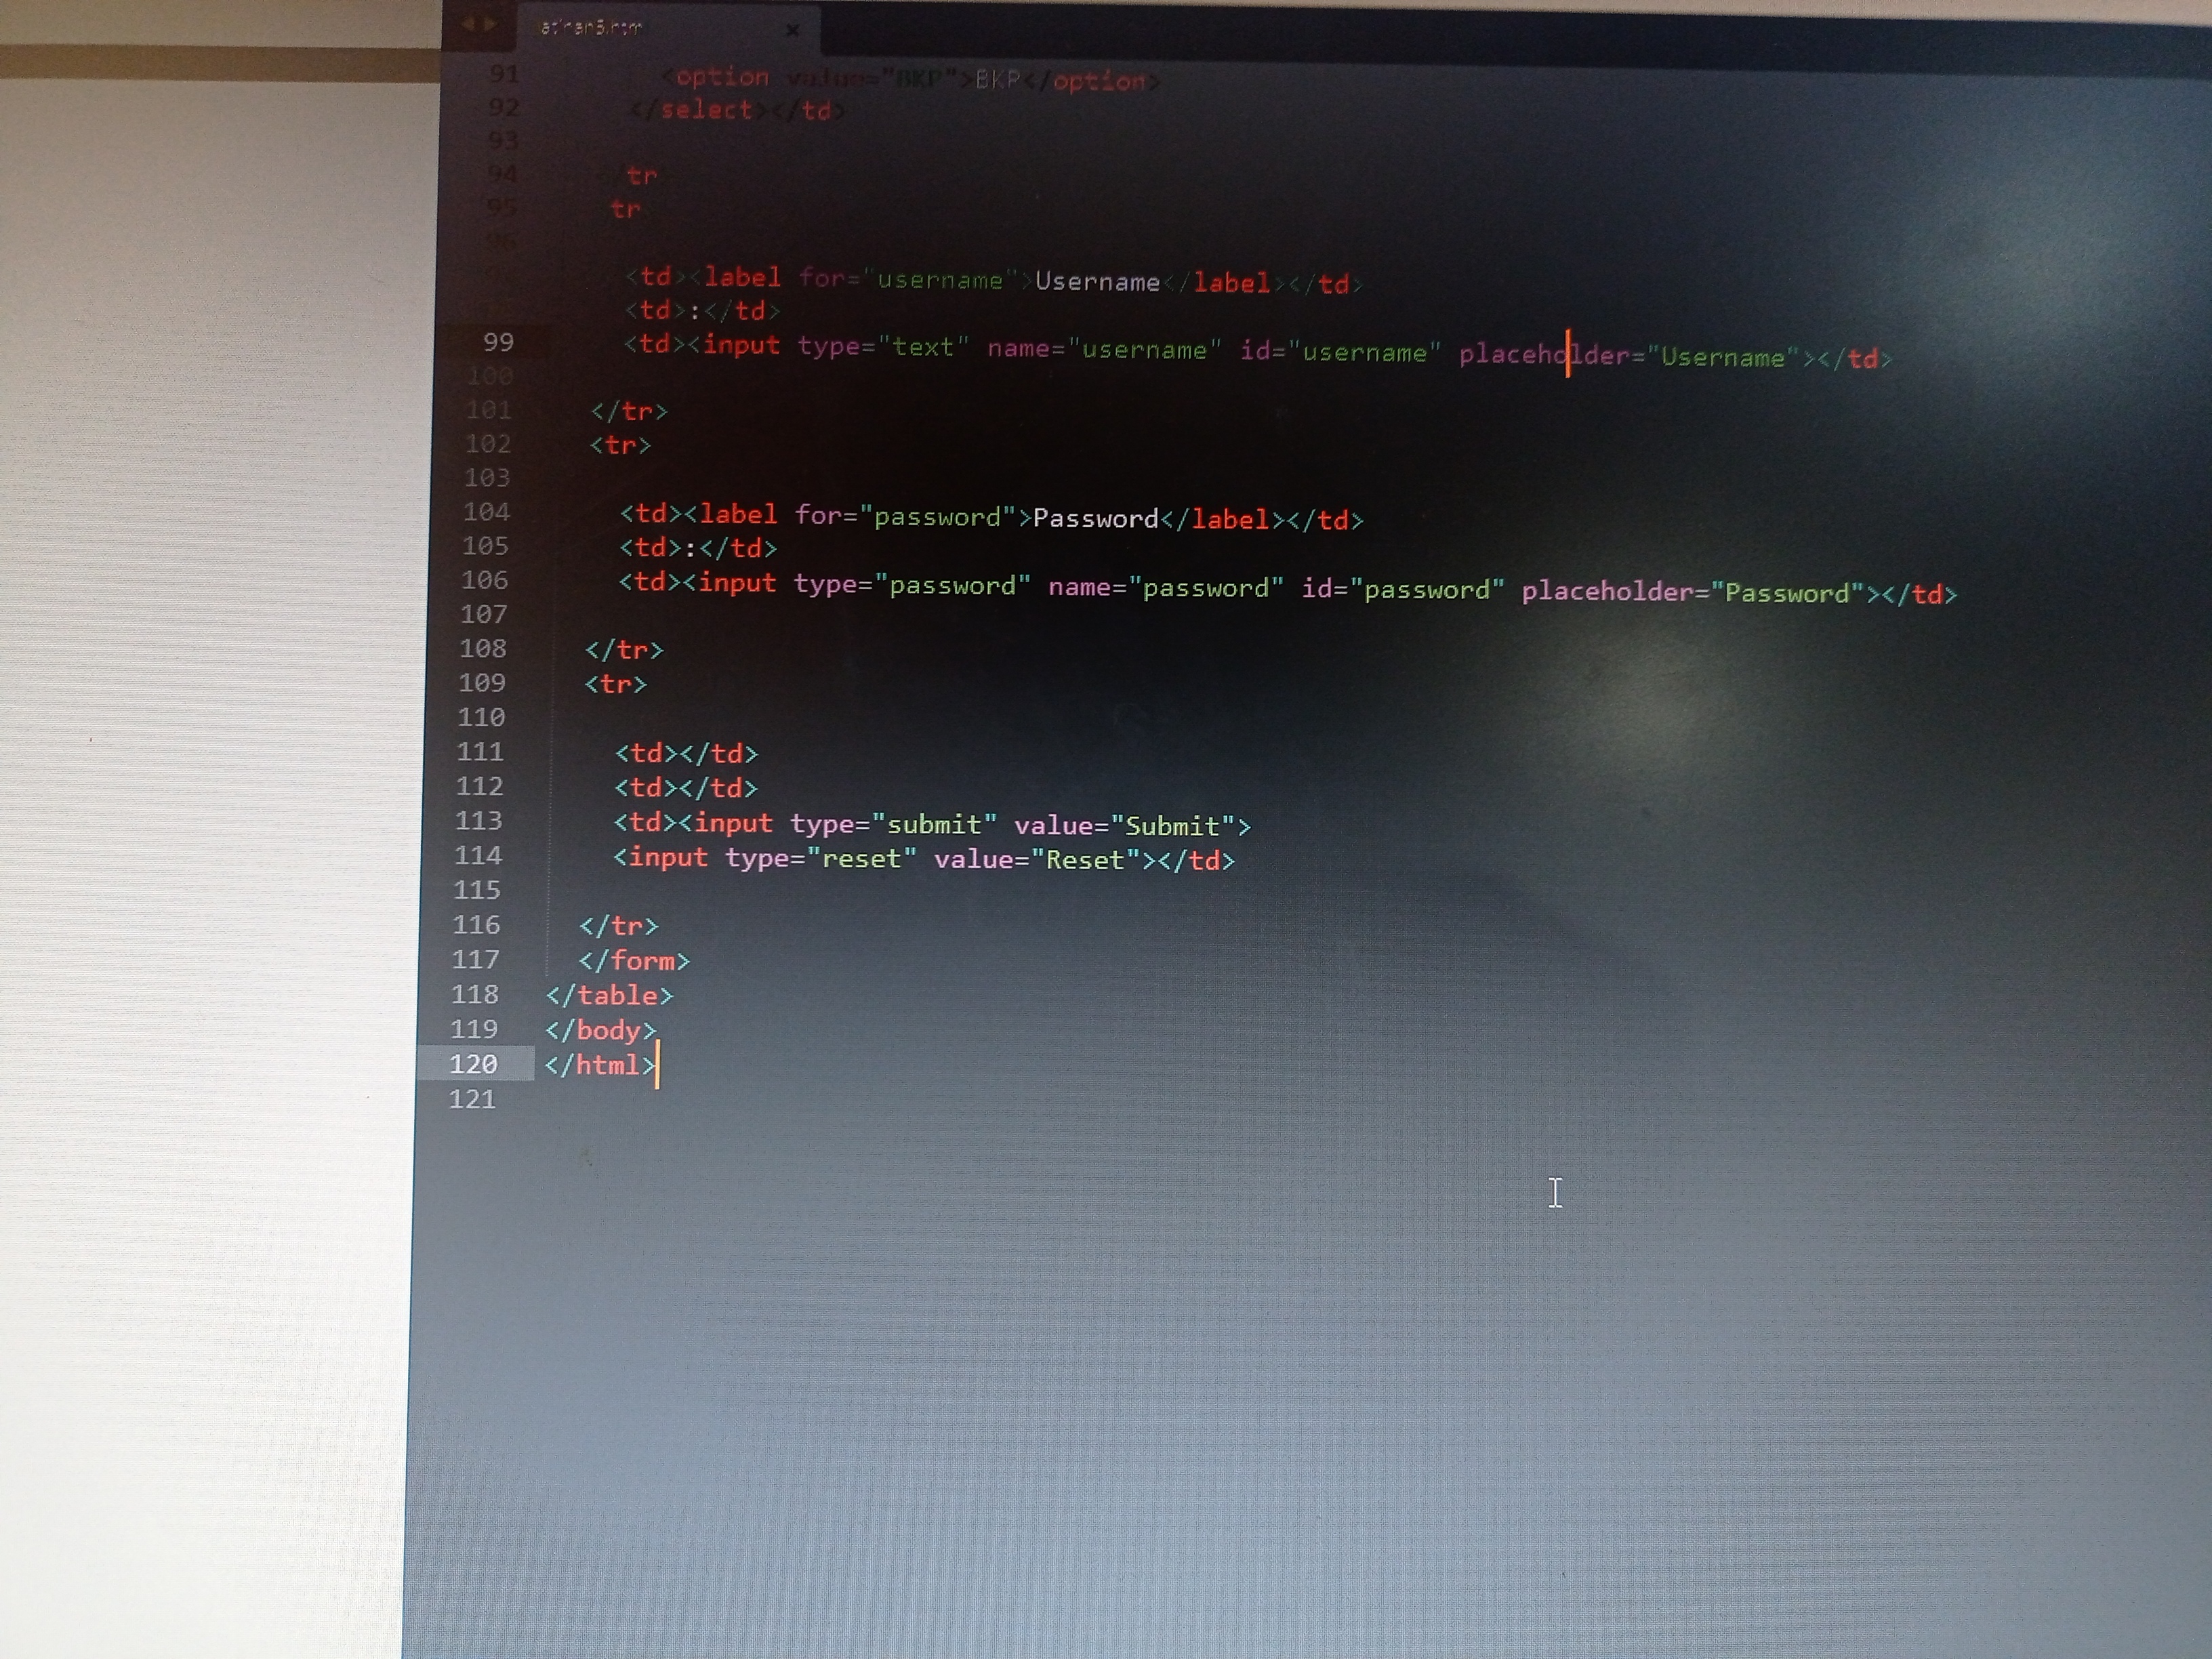 91 <option value="BKP">BKP</option>
92 </select></td>
93
94 tr
95 tr
96
<td><label for="username">Username</label></td>
<td>:</td>
99 <td><input type="text" name="username" id="username" placeholder="Username"></td>
100
101 </tr>
102 <tr>
103
104 <td><label for="password">Password</label></td>
105 <td>:</td>
106 <td><input type="password" name="password" id="password" placeholder="Password"></td>
107
108 </tr>
109 <tr>
110
111 <td></td>
112 <td></td>
113 <td><input type="submit" value="Submit">
114 <input type="reset" value="Reset"></td>
115
116 </tr>
117 </form>
118 </table>
119 </body>
120 </html>
121